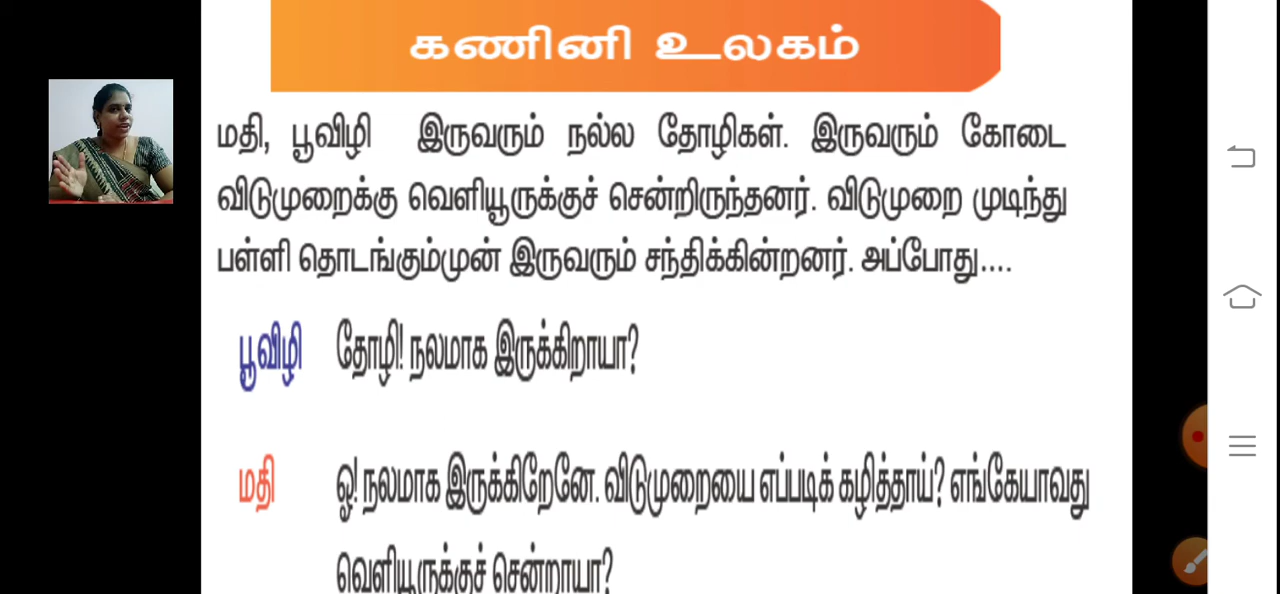 கணினி உலகம்
மதி, பூவிழி இருவரும் நல்ல தோழிகள். இருவரும் கோடை
விடுமுறைக்கு வெளியூருக்குச் சென்றிருந்தனர். விடுமுறை முடிந்து
பள்ளி தொடங்கும்முன் இருவரும் சந்திக்கின்றனர். அப்போது....
பூவிழி தோழி! நலமாக இருக்கிறாயா?
மதி ஓ! நலமாக இருக்கிறேனே. விடுமுறையை எப்படிக் கழித்தாய்? எங்கேயாவது
வெளியூருக்குச் சென்றாயா?